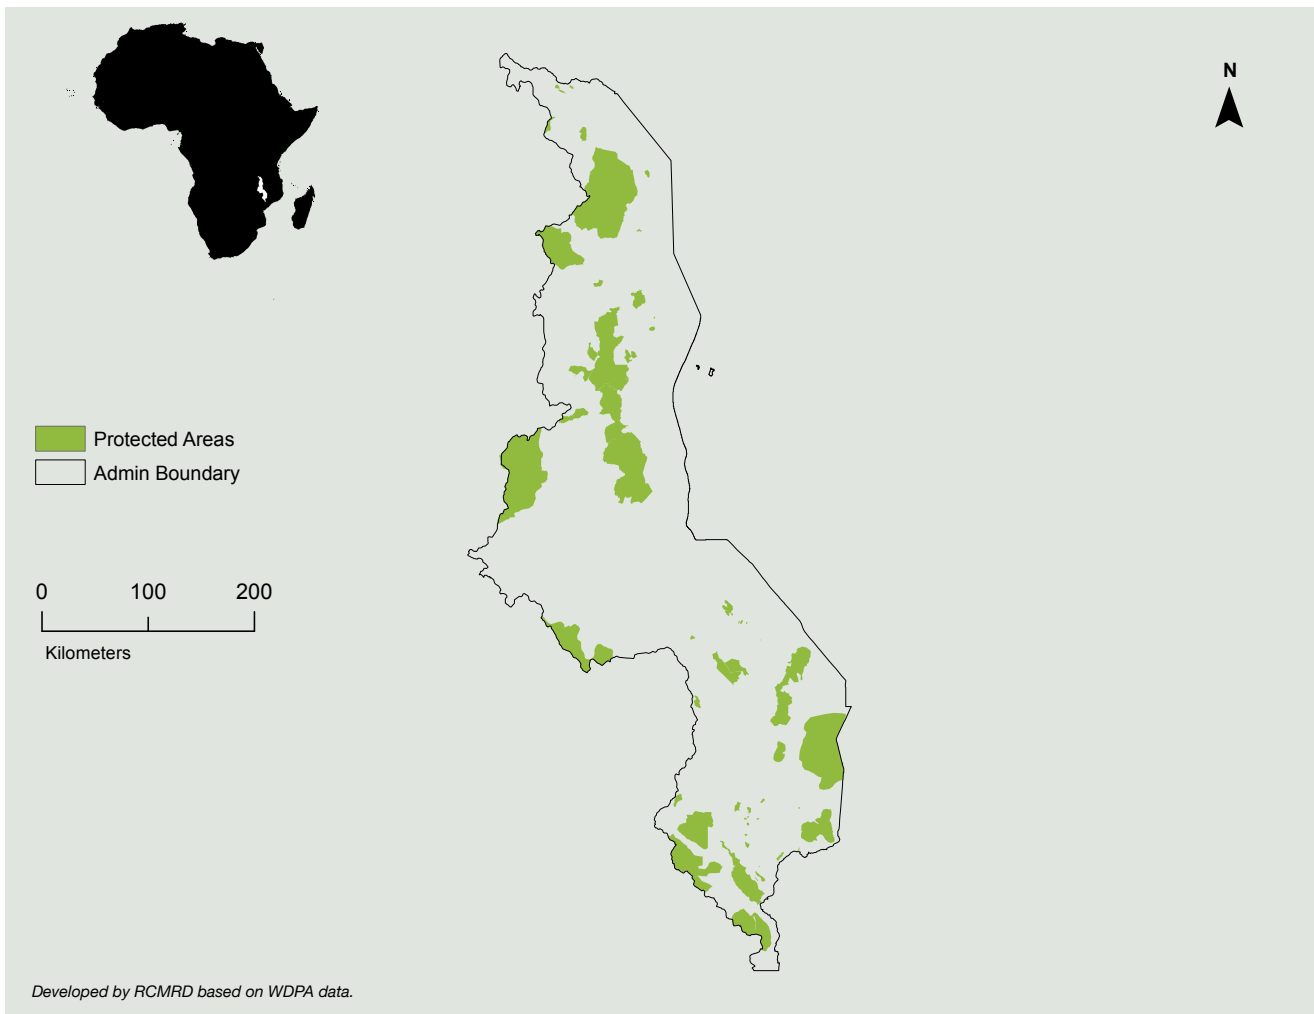 N
Protected Areas
Admin Boundary
0 100 200
Kilometers
Developed by RCMRD based on WDPA data.